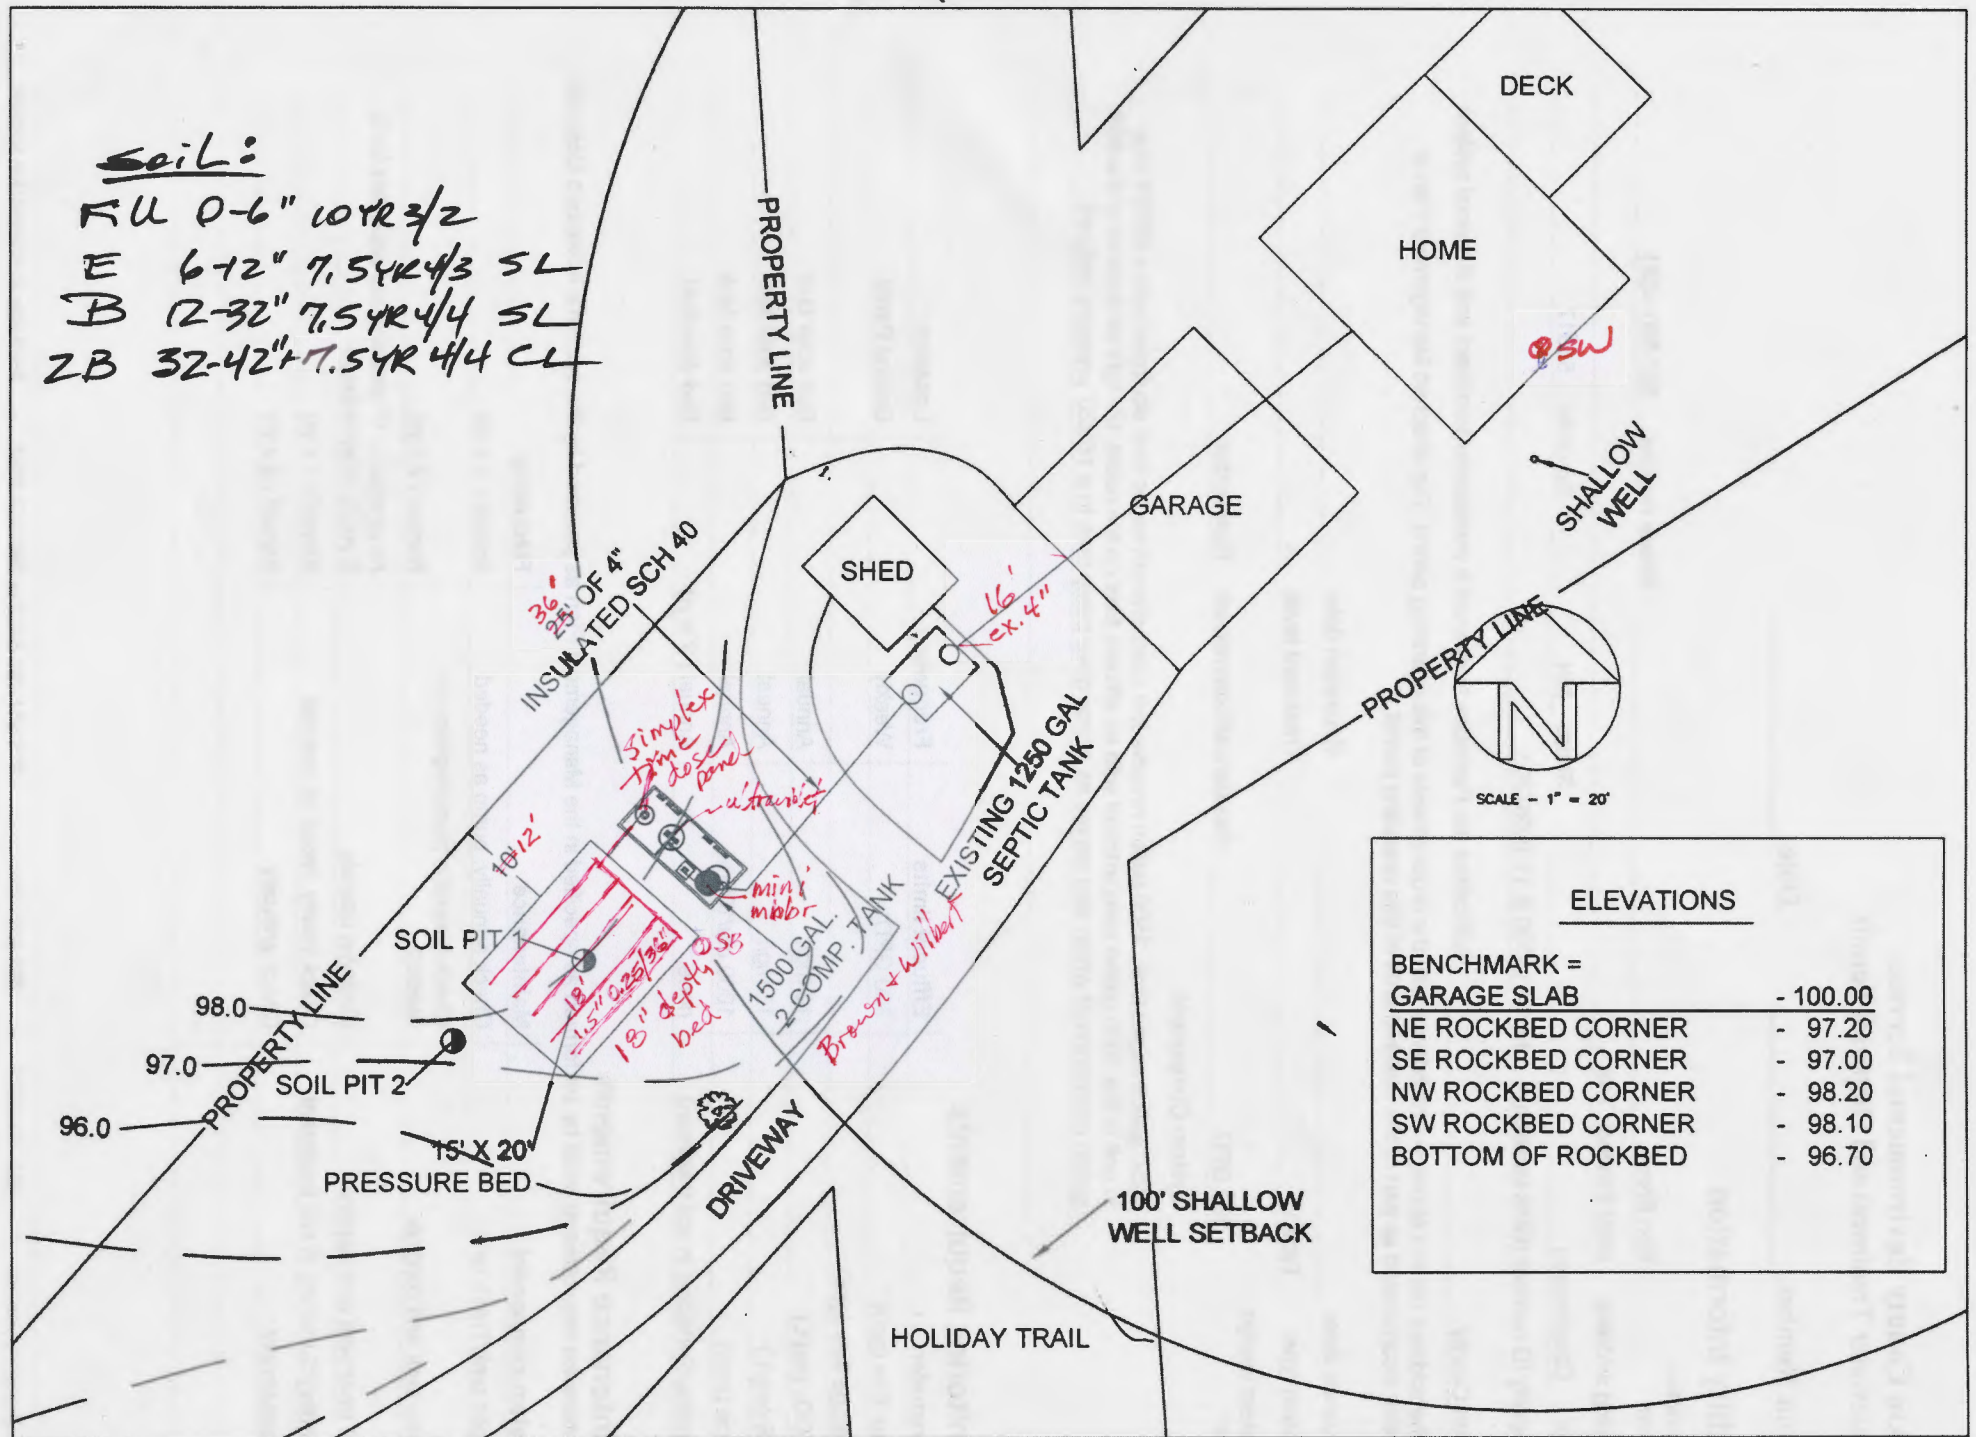 Soil:
Fill 0-6" 10YR 3/2
E 6-12" 7.5YR 4/3 SL
B 12-32" 7.5YR 4/4 SL
2B 32-42"+ 7.5YR 4/4 CL
DECK
HOME
SW
SHALLOW
WELL
PROPERTY LINE
GARAGE
SHED
16'
ex. 4"
36'
25' OF 4"
INSULATED SCH 40
PROPERTY LINE
SCALE - 1" = 20'
N
simplex
time
dose
panel
EXISTING 1250 GAL
SEPTIC TANK
10'
12'
mini
1500 GAL.
2 COMP. TANK
Brown + Wilbert
SOIL PIT 1
SB
18'
1.5" 0.25/36"
18" depth
bed
98.0
97.0
96.0
PROPERTY LINE
SOIL PIT 2
15' X 20'
PRESSURE BED
DRIVEWAY
100' SHALLOW
WELL SETBACK
HOLIDAY TRAIL
ELEVATIONS
BENCHMARK =
GARAGE SLAB - 100.00
NE ROCKBED CORNER - 97.20
SE ROCKBED CORNER - 97.00
NW ROCKBED CORNER - 98.20
SW ROCKBED CORNER - 98.10
BOTTOM OF ROCKBED - 96.70